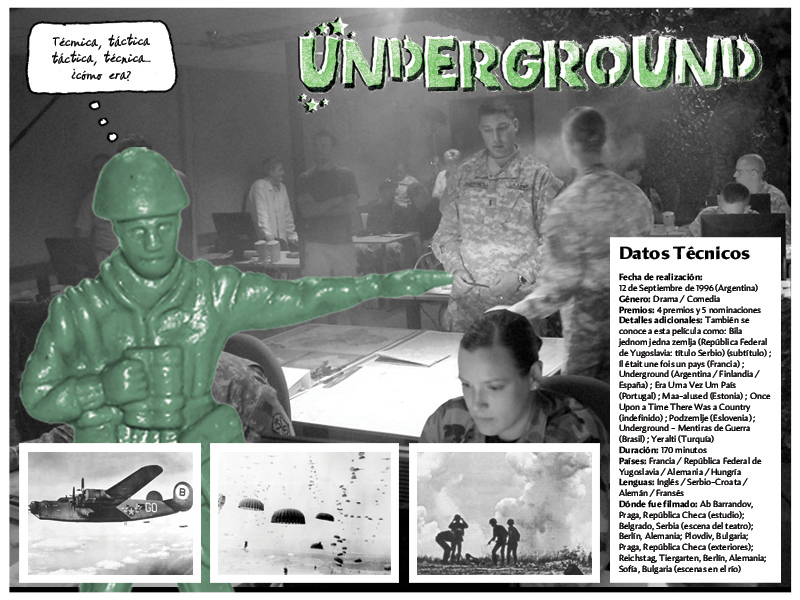 Técnica, táctica
táctica, técnica...
¿cómo era?
UNDERGROUND
Datos Técnicos
Fecha de realización:
12 de Septiembre de 1996 (Argentina)
Género: Drama / Comedia
Premios: 4 premios y 5 nominaciones
Detalles adicionales: También se
conoce a esta película como: Bila
jednom jedna zemlja (República Federal
de Yugoslavia: título Serbio) (subtítulo) ;
Il était une fois un pays (Francia) ;
Underground (Argentina / Finlandia /
España) ; Era Uma Vez Um País
(Portugal) ; Maa-alused (Estonia) ; Once
Upon a Time There Was a Country
(indefinido) ; Podzemlje (Eslovenia) ;
Underground – Mentiras de Guerra
(Brasil) ; Yeralti (Turquía)
Duración: 170 minutos
Países: Francia / República Federal de
Yugoslavia / Alemania / Hungría
Lenguas: Inglés / Serbio-Croata /
Alemán / Fransés
Dónde fue filmado: Ab Barrandov,
Praga, República Checa (estudio);
Belgrado, Serbia (escena del teatro);
Berlín, Alemania; Plovdiv, Bulgaria;
Praga, República Checa (exteriores);
Reichstag, Tiergarten, Berlín, Alemania;
Sofía, Bulgaria (escenas en el río)
B
GO